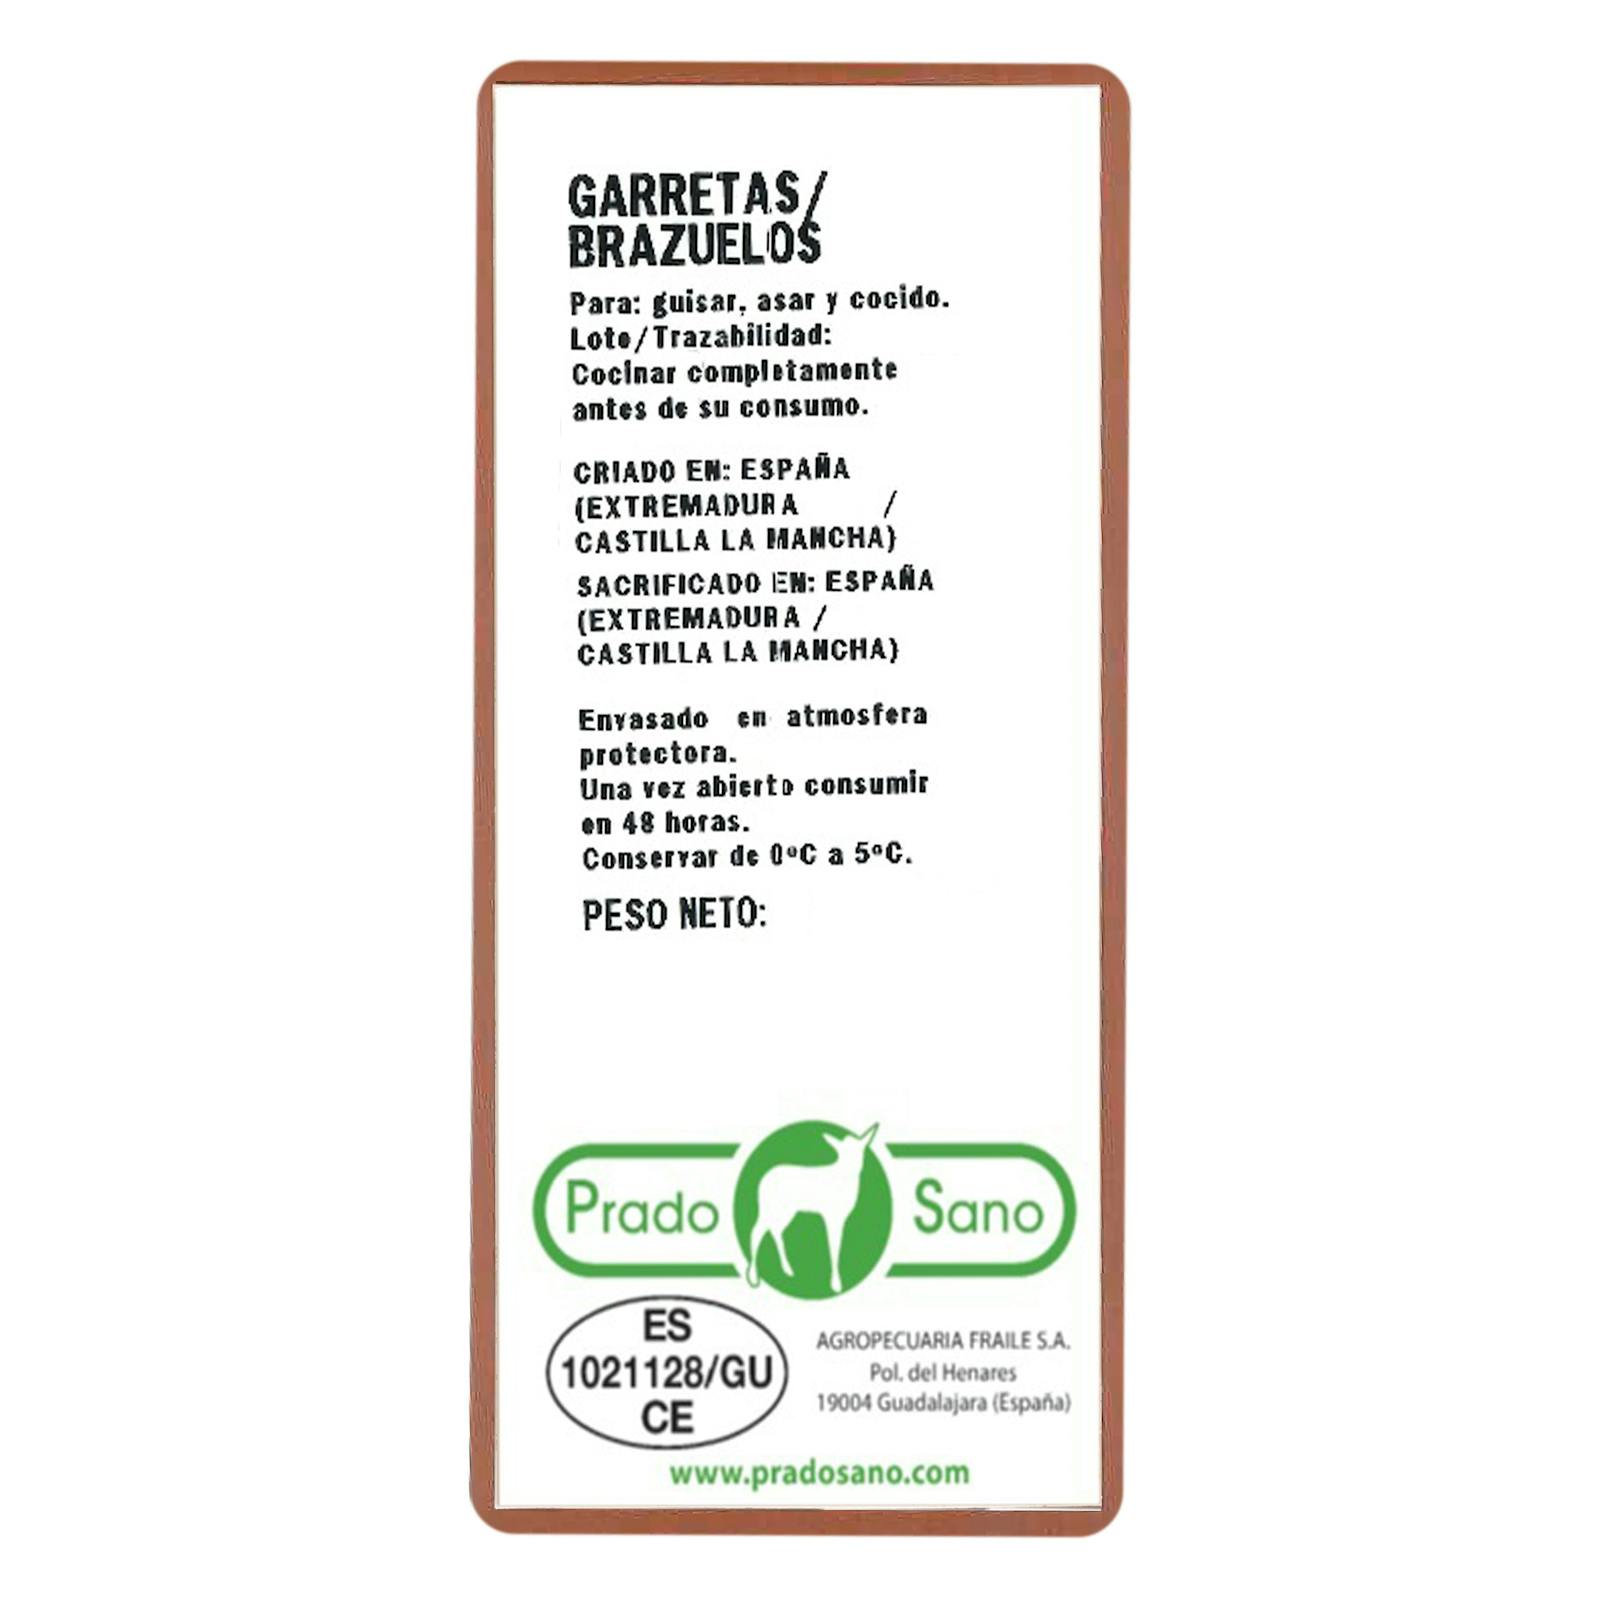 GARRETAS/
BRAZUELOS
Para: guisar, asar y cocido.
Lote/Trazabilidad:
Cocinar completamente
antes de su consumo.
CRIADO EN: ESPAÑA
(EXTREMADURA /
CASTILLA LA MANCHA)
SACRIFICADO EN: ESPAÑA
(EXTREMADURA /
CASTILLA LA MANCHA)
Envasado en atmosfera
protectora.
Una vez abierto consumir
en 48 horas.
Conservar de 0ºC a 5ºC.
PESO NETO:
Prado Sano
ES
1021128/GU
CE
AGROPECUARIA FRAILE S.A.
Pol. del Henares
19004 Guadalajara (España)
www.pradosano.com